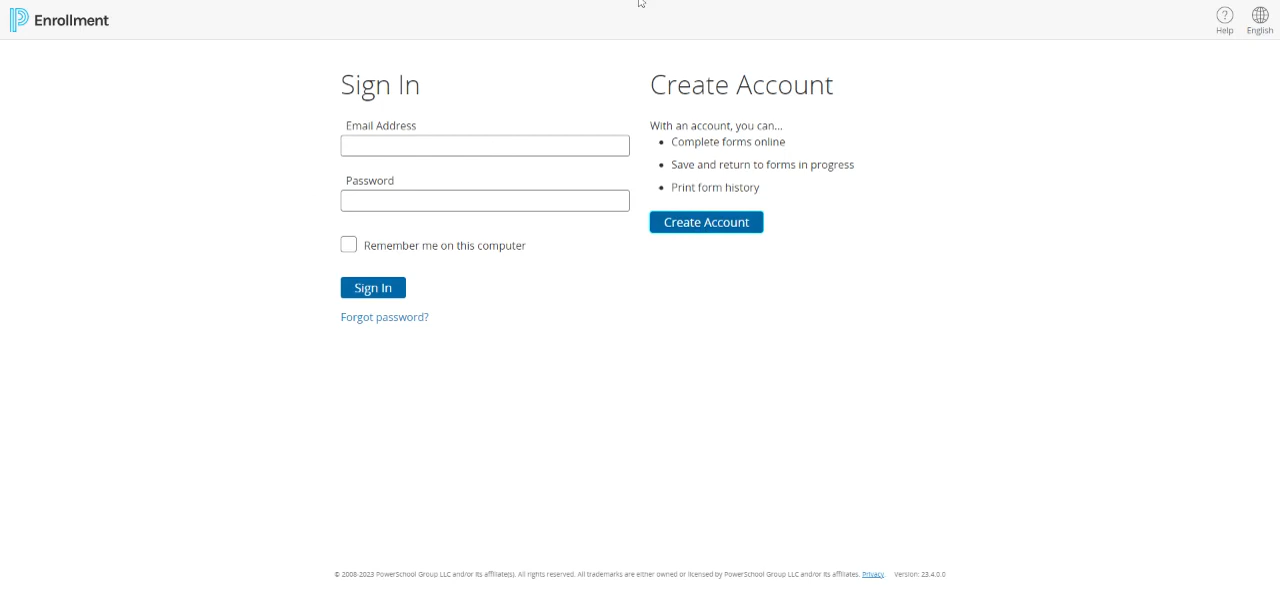 Enrollment
Help
English
Sign In
Email Address
Password
Remember me on this computer
Sign In
Forgot password?
Create Account
With an account, you can...
Complete forms online
Save and return to forms in progress
Print form history
Create Account
© 2008-2023 PowerSchool Group LLC and/or its affiliate(s). All rights reserved. All trademarks are either owned or licensed by PowerSchool Group LLC and/or its affiliates. Privacy Version: 23.4.0.0